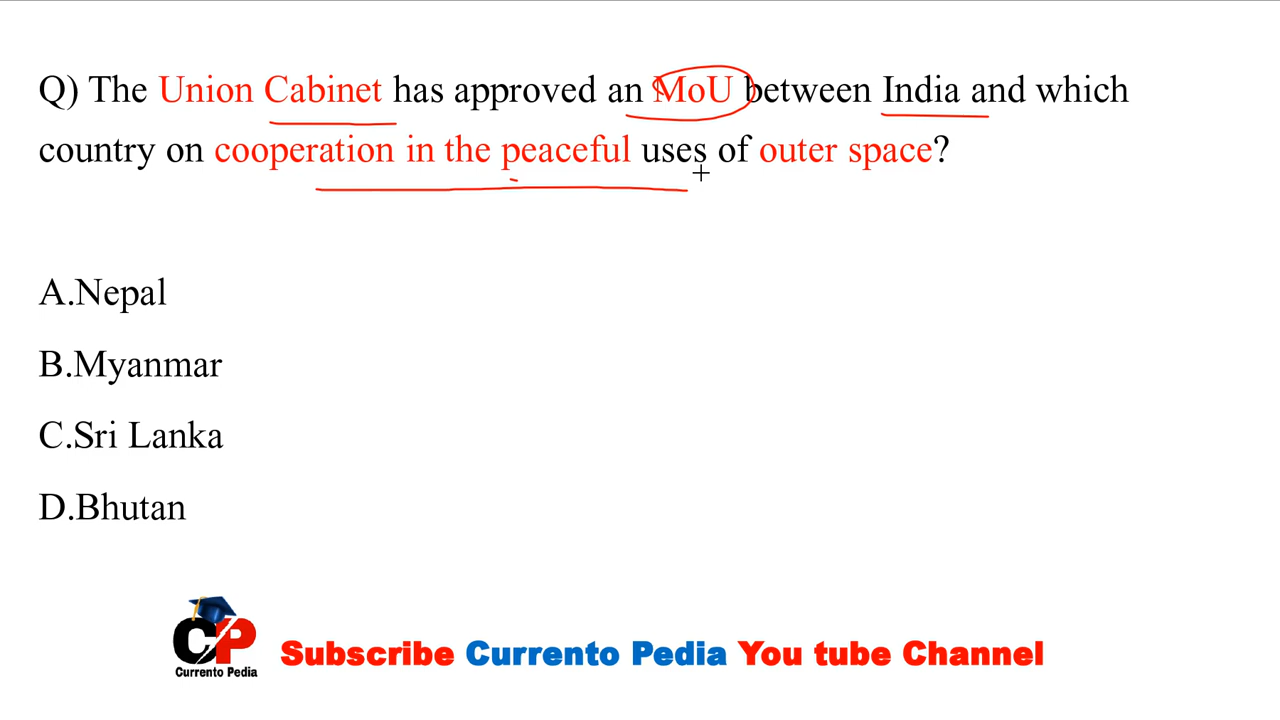 Q) The Union Cabinet has approved an MoU between India and which
country on cooperation in the peaceful uses of outer space?
A.Nepal
B.Myanmar
C.Sri Lanka
D.Bhutan
CP
Currento Pedia
Subscribe Currento Pedia You tube Channel